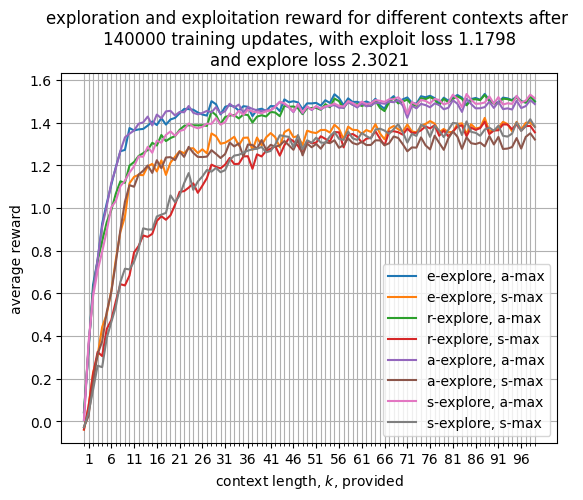 exploration and exploitation reward for different contexts after
140000 training updates, with exploit loss 1.1798
and explore loss 2.3021
1.6
1.4
1.2
1.0
0.8
0.6
0.4
0.2
0.0
average reward
e-explore, a-max
e-explore, s-max
r-explore, a-max
r-explore, s-max
a-explore, a-max
a-explore, s-max
s-explore, a-max
s-explore, s-max
1 6 11 16 21 26 31 36 41 46 51 56 61 66 71 76 81 86 91 96
context length, k, provided